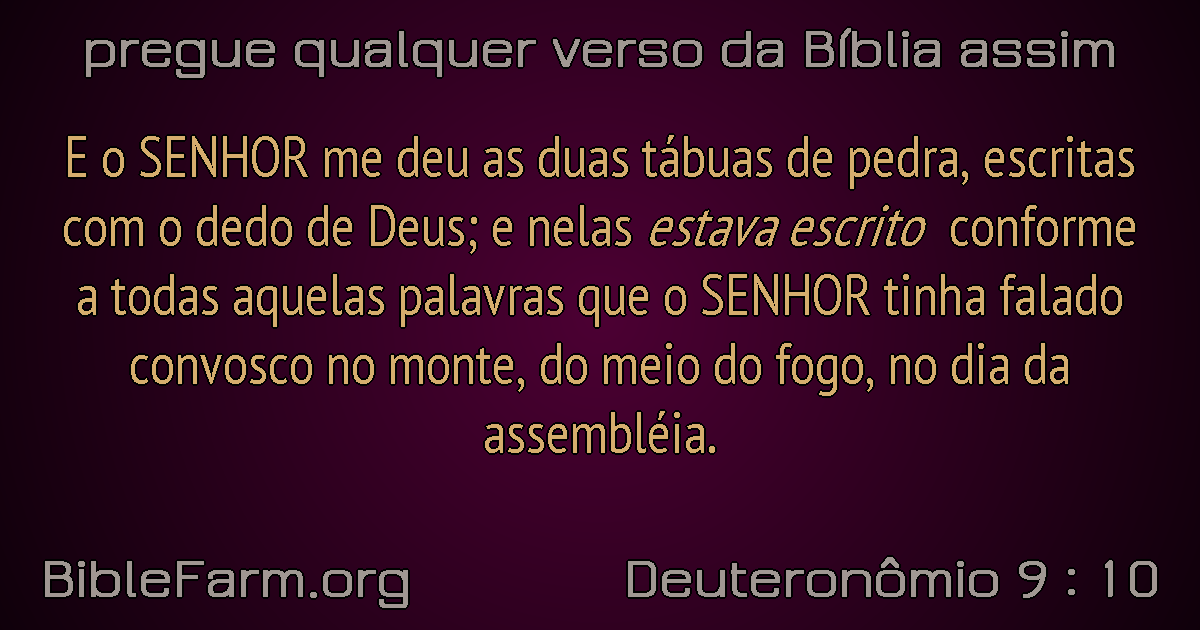 pregue qualquer verso da Bíblia assim
E o SENHOR me deu as duas tábuas de pedra, escritas
com o dedo de Deus; e nelas estava escrito conforme
a todas aquelas palavras que o SENHOR tinha falado
convosco no monte, do meio do fogo, no dia da
assembléia.
BibleFarm.org
Deuteronômio 9 : 10